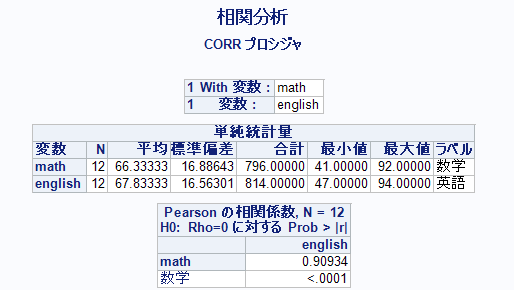 相関分析
CORR プロシジャ
1 With 変数 : math
1 変数 : english
単純統計量
変数 N 平均 標準偏差 合計 最小値 最大値 ラベル
math 12 66.33333 16.88643 796.00000 41.00000 92.00000 数学
english 12 67.83333 16.56301 814.00000 47.00000 94.00000 英語
Pearson の相関係数, N = 12
H0: Rho=0 に対する Prob > |r|
english
math 0.90934
数学 <.0001